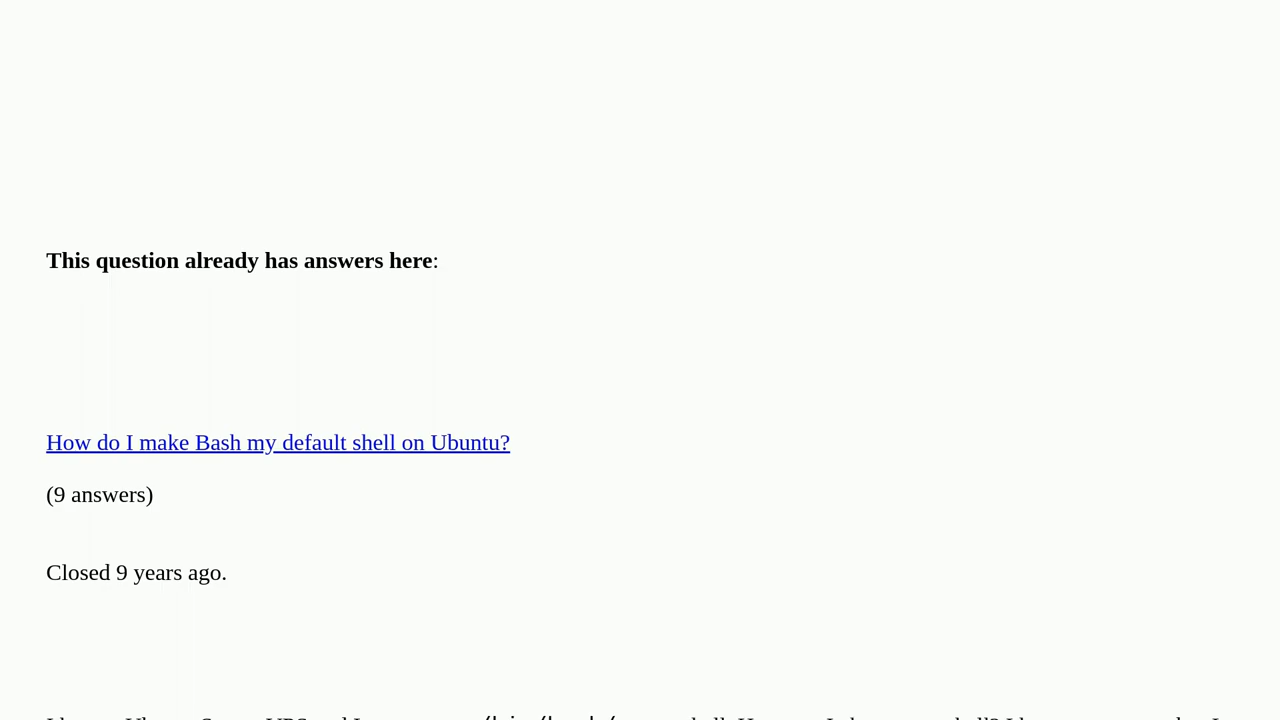 This question already has answers here:
How do I make Bash my default shell on Ubuntu?
(9 answers)
Closed 9 years ago.